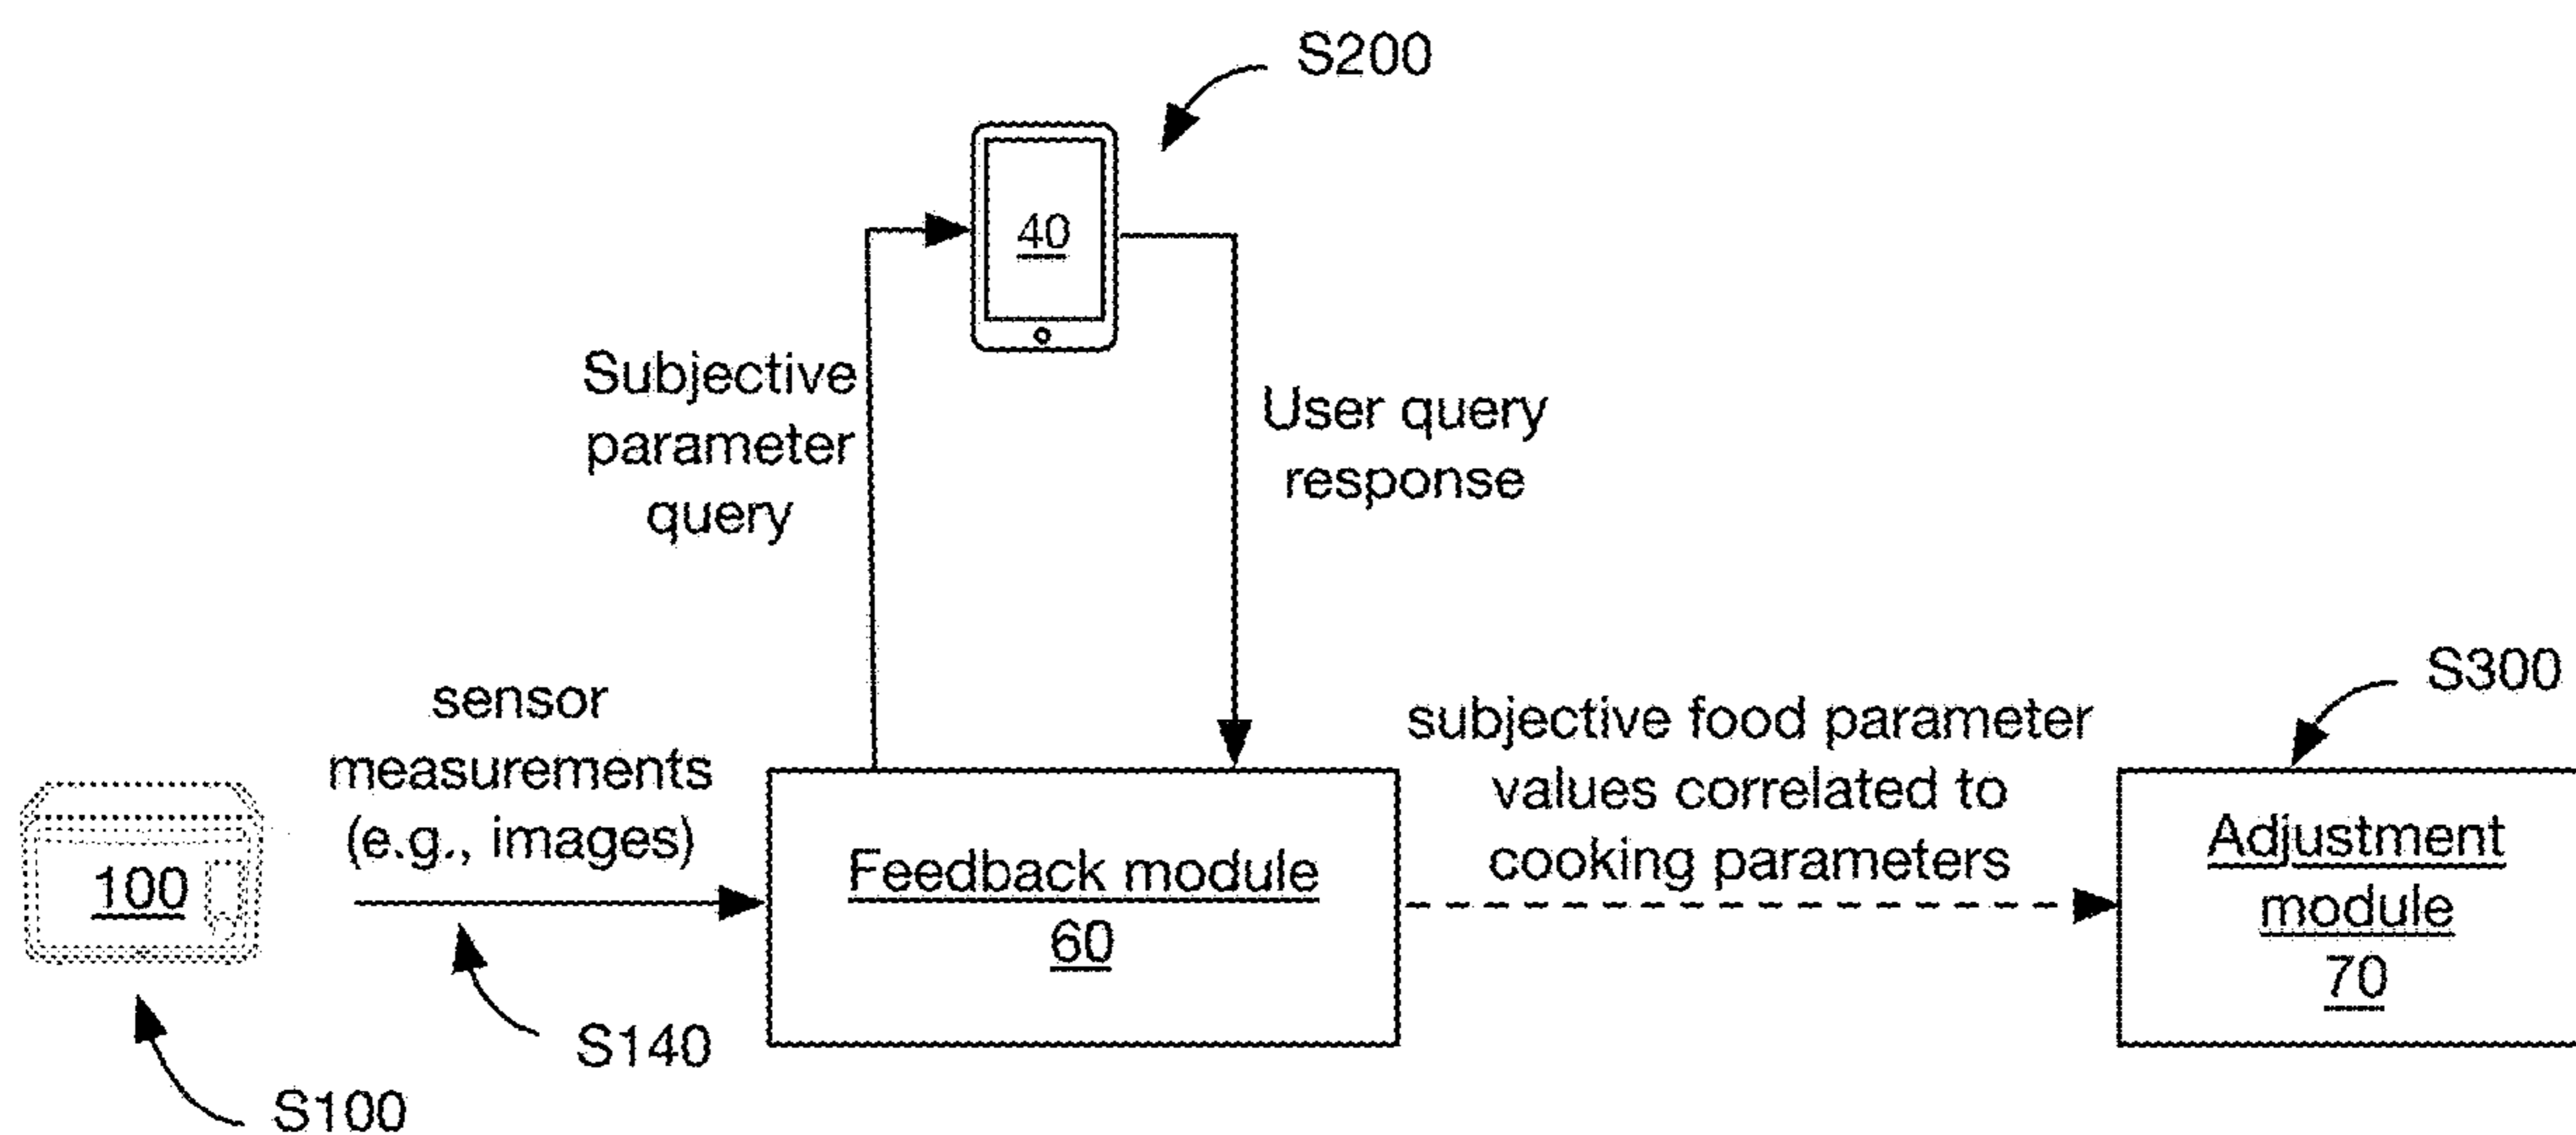 S200
40
Subjective
parameter
query
User query
response
sensor
measurements
(e.g., images)
100
S140
S100
Feedback module
60
subjective food parameter
values correlated to
cooking parameters
S300
Adjustment
module
70